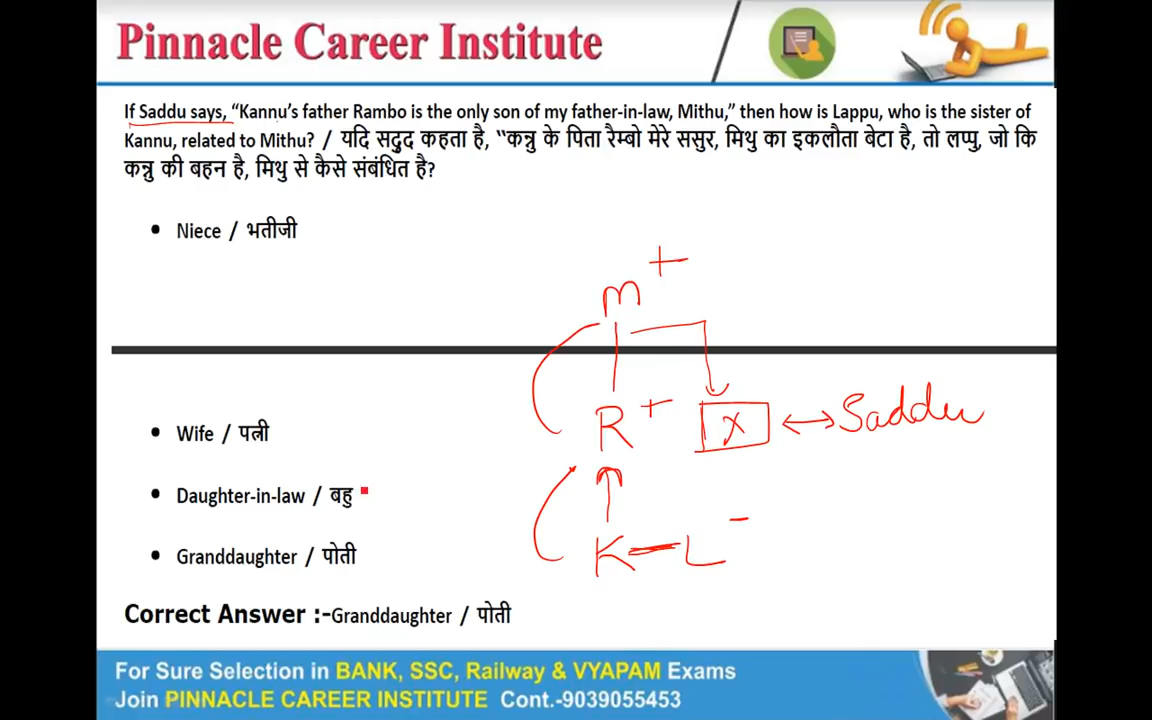 Pinnacle Career Institute
If Saddu says, “Kannu’s father Rambo is the only son of my father-in-law, Mithu,” then how is Lappu, who is the sister of
Kannu, related to Mithu? / यदि सद्दुद कहता है, “कन्नु के पिता रैम्बो मेरे ससुर, मिथु का इकलौता बेटा है, तो लप्पु, जो कि
कन्नु की बहन है, मिथु से कैसे संबंधित है?
• Niece / भतीजी
M +
R + X ↔ Saddu
• Wife / पत्नी
• Daughter-in-law / बहु
K — L -
• Granddaughter / पोती
Correct Answer :-Granddaughter / पोती
For Sure Selection in BANK, SSC, Railway & VYAPAM Exams
Join PINNACLE CAREER INSTITUTE Cont.-9039055453